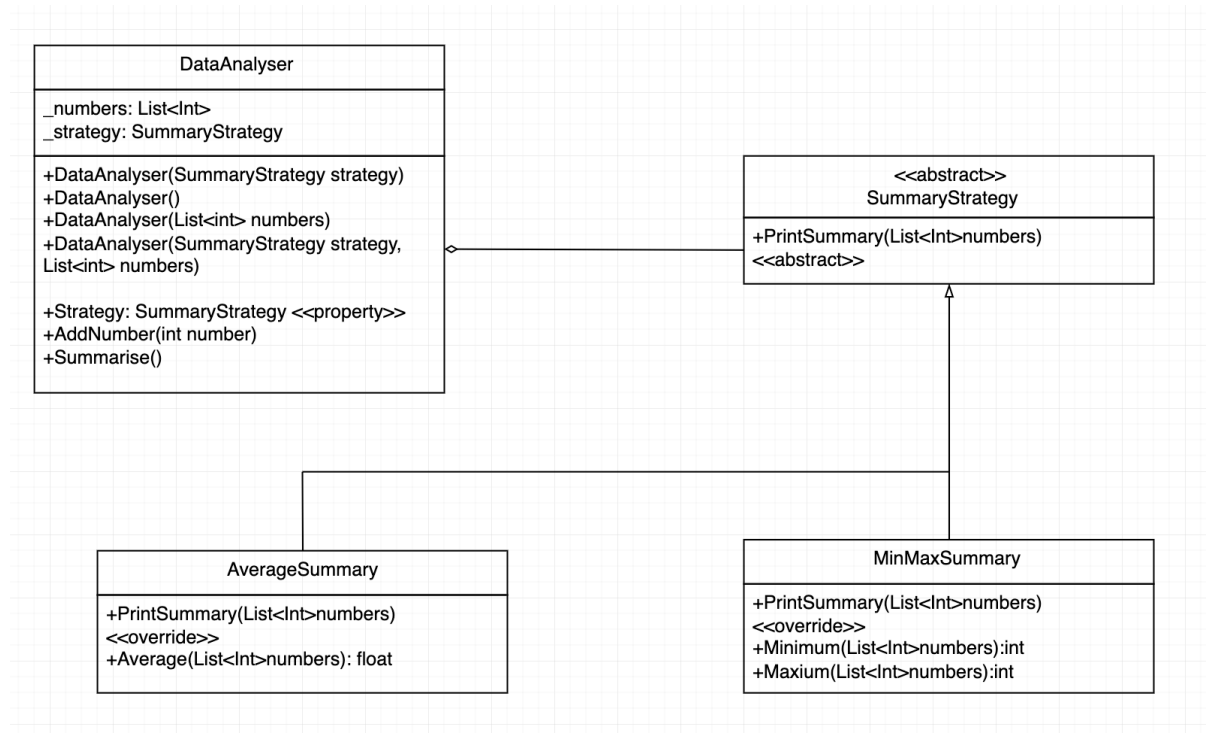 DataAnalyser
_numbers: List<Int>
_strategy: SummaryStrategy
+DataAnalyser(SummaryStrategy strategy)
+DataAnalyser()
+DataAnalyser(List<int> numbers)
+DataAnalyser(SummaryStrategy strategy,
List<int> numbers)
+Strategy: SummaryStrategy <<property>>
+AddNumber(int number)
+Summarise()
<<abstract>>
SummaryStrategy
+PrintSummary(List<Int>numbers)
<<abstract>>
AverageSummary
+PrintSummary(List<Int>numbers)
<<override>>
+Average(List<Int>numbers): float
MinMaxSummary
+PrintSummary(List<Int>numbers)
<<override>>
+Minimum(List<Int>numbers):int
+Maxium(List<Int>numbers):int